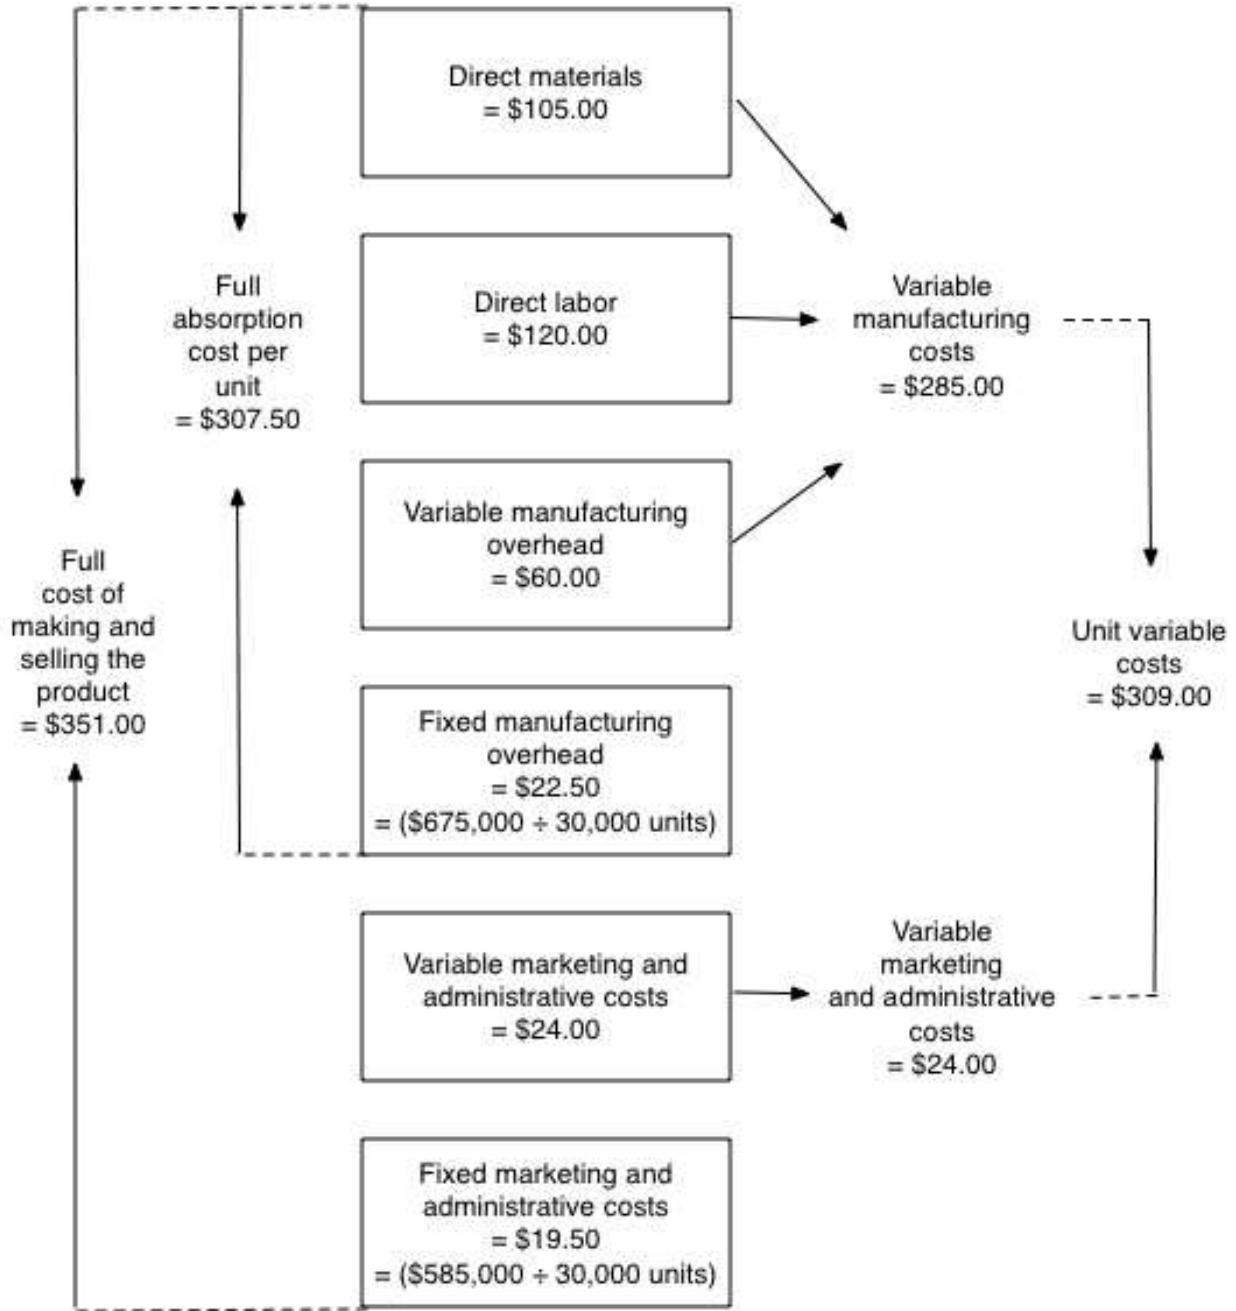 Direct materials
= $105.00
Direct labor
= $120.00
Variable manufacturing
overhead
= $60.00
Fixed manufacturing
overhead
= $22.50
= ($675,000 ÷ 30,000 units)
Variable marketing and
administrative costs
= $24.00
Fixed marketing and
administrative costs
= $19.50
= ($585,000 ÷ 30,000 units)
Full
absorption
cost per
unit
= $307.50
Full
cost of
making and
selling the
product
= $351.00
Variable
manufacturing
costs
= $285.00
Unit variable
costs
= $309.00
Variable
marketing
and administrative
costs
= $24.00